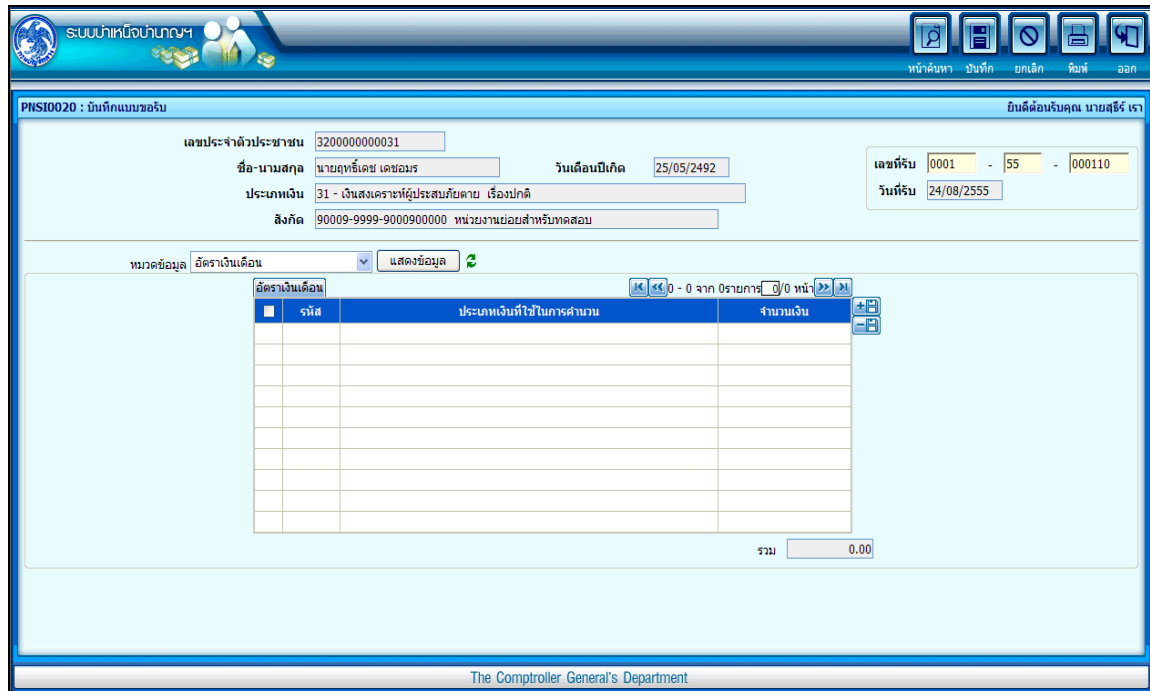 ระบบบำเหน็จบำนาญฯ
หน้าค้นหา บันทึก ยกเลิก พิมพ์ ออก
PNSI0020 : บันทึกแบบขอรับ ยินดีต้อนรับคุณ นายสุธีร์ เรา
เลขประจำตัวประชาชน 3200000000031
ชื่อ-นามสกุล นายฤทธิ์เดช เดชอมร วันเดือนปีเกิด 25/05/2492 เลขที่รับ 0001 - 55 - 000110
ประเภทเงิน 31 - เงินสงเคราะห์ผู้ประสบภัยตาย เรื่องปกติ วันที่รับ 24/08/2555
สังกัด 90009-9999-9000900000 หน่วยงานย่อยสำหรับทดสอบ
หมวดข้อมูล อัตราเงินเดือน แสดงข้อมูล
อัตราเงินเดือน 0 - 0 จาก 0รายการ 0/0 หน้า
รหัส ประเภทเงินที่ใช้ในการคำนวน จำนวนเงิน
รวม 0.00
The Comptroller General's Department